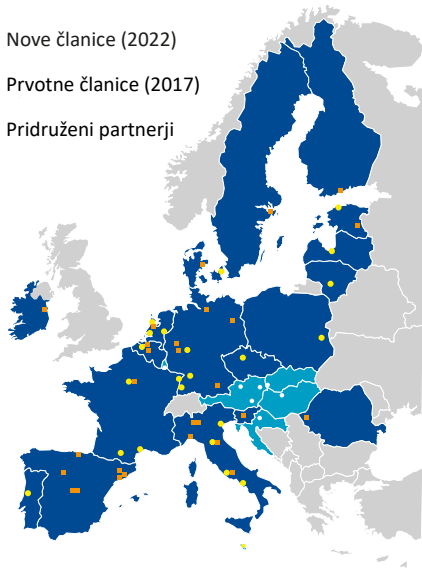 Nove članice (2022)
Prvotne članice (2017)
Pridruženi partnerji